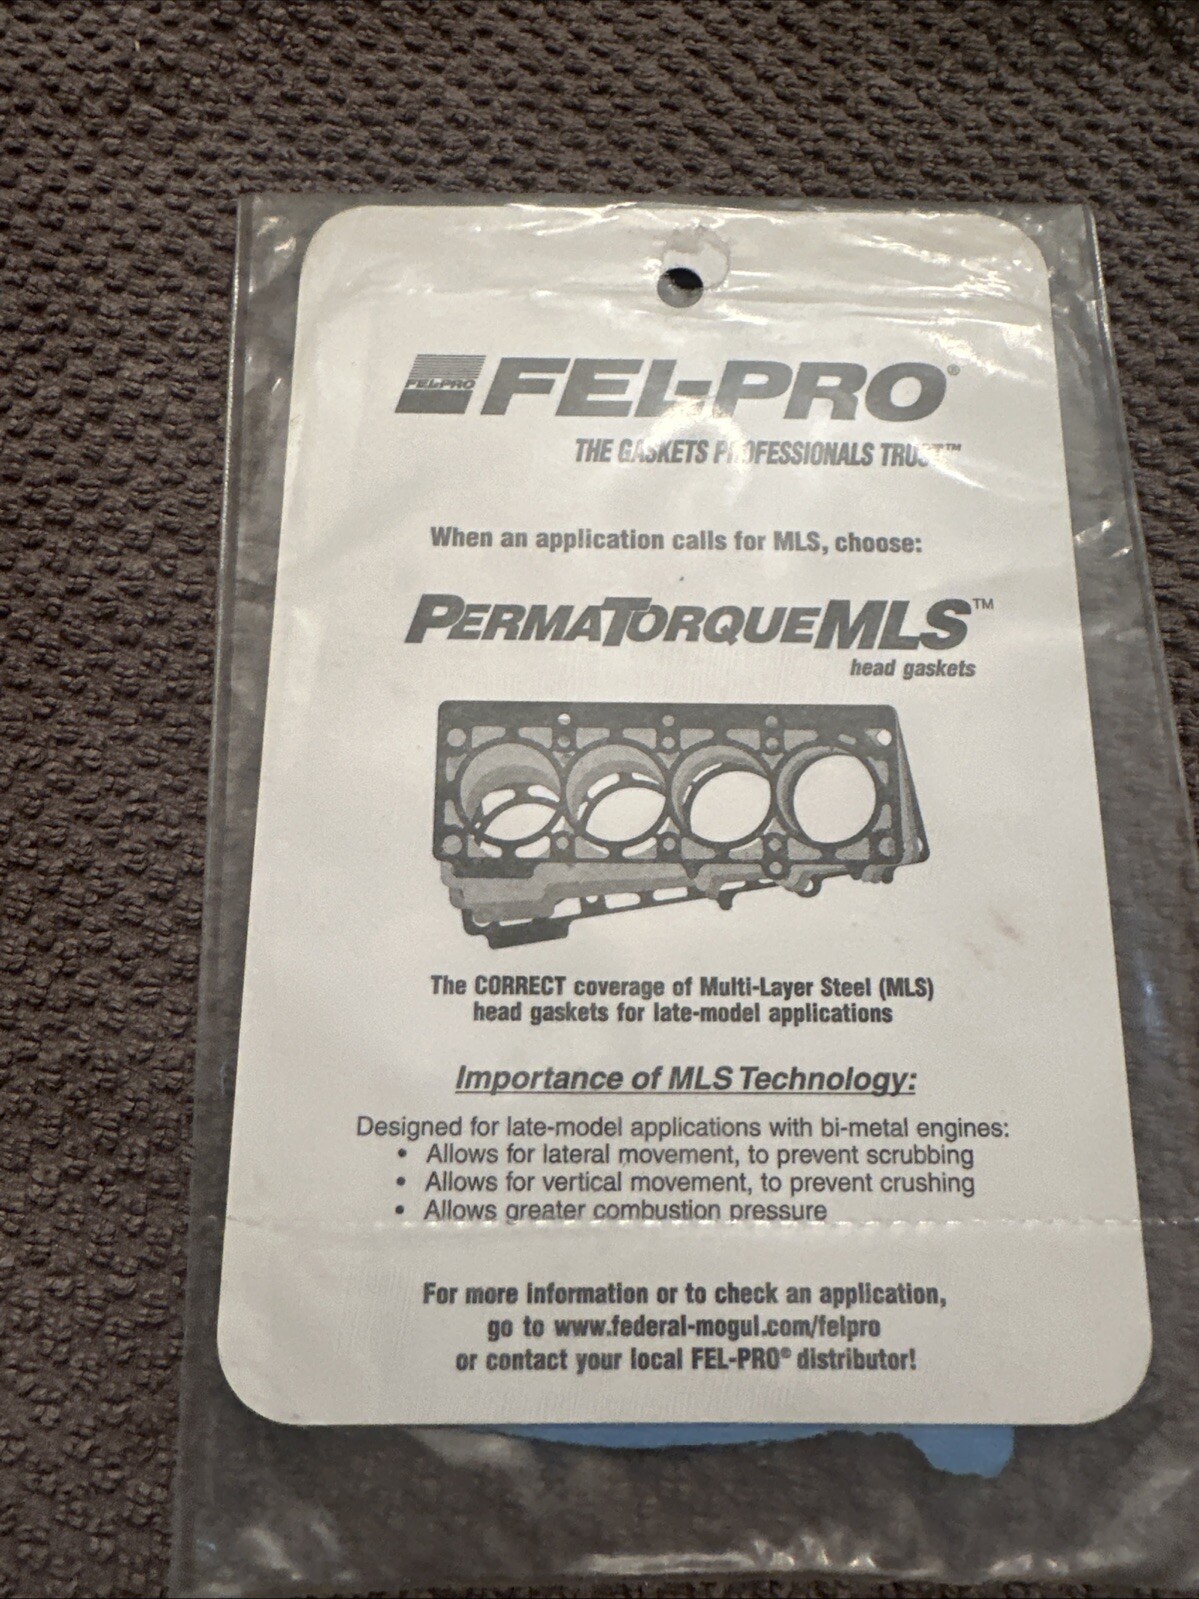 FEL-PRO
FEL-PRO®
THE GASKETS PROFESSIONALS TRUST™
When an application calls for MLS, choose:
PERMATORQUEMLS™
head gaskets
The CORRECT coverage of Multi-Layer Steel (MLS)
head gaskets for late-model applications
Importance of MLS Technology:
Designed for late-model applications with bi-metal engines:
• Allows for lateral movement, to prevent scrubbing
• Allows for vertical movement, to prevent crushing
• Allows greater combustion pressure
For more information or to check an application,
go to www.federal-mogul.com/felpro
or contact your local FEL-PRO® distributor!